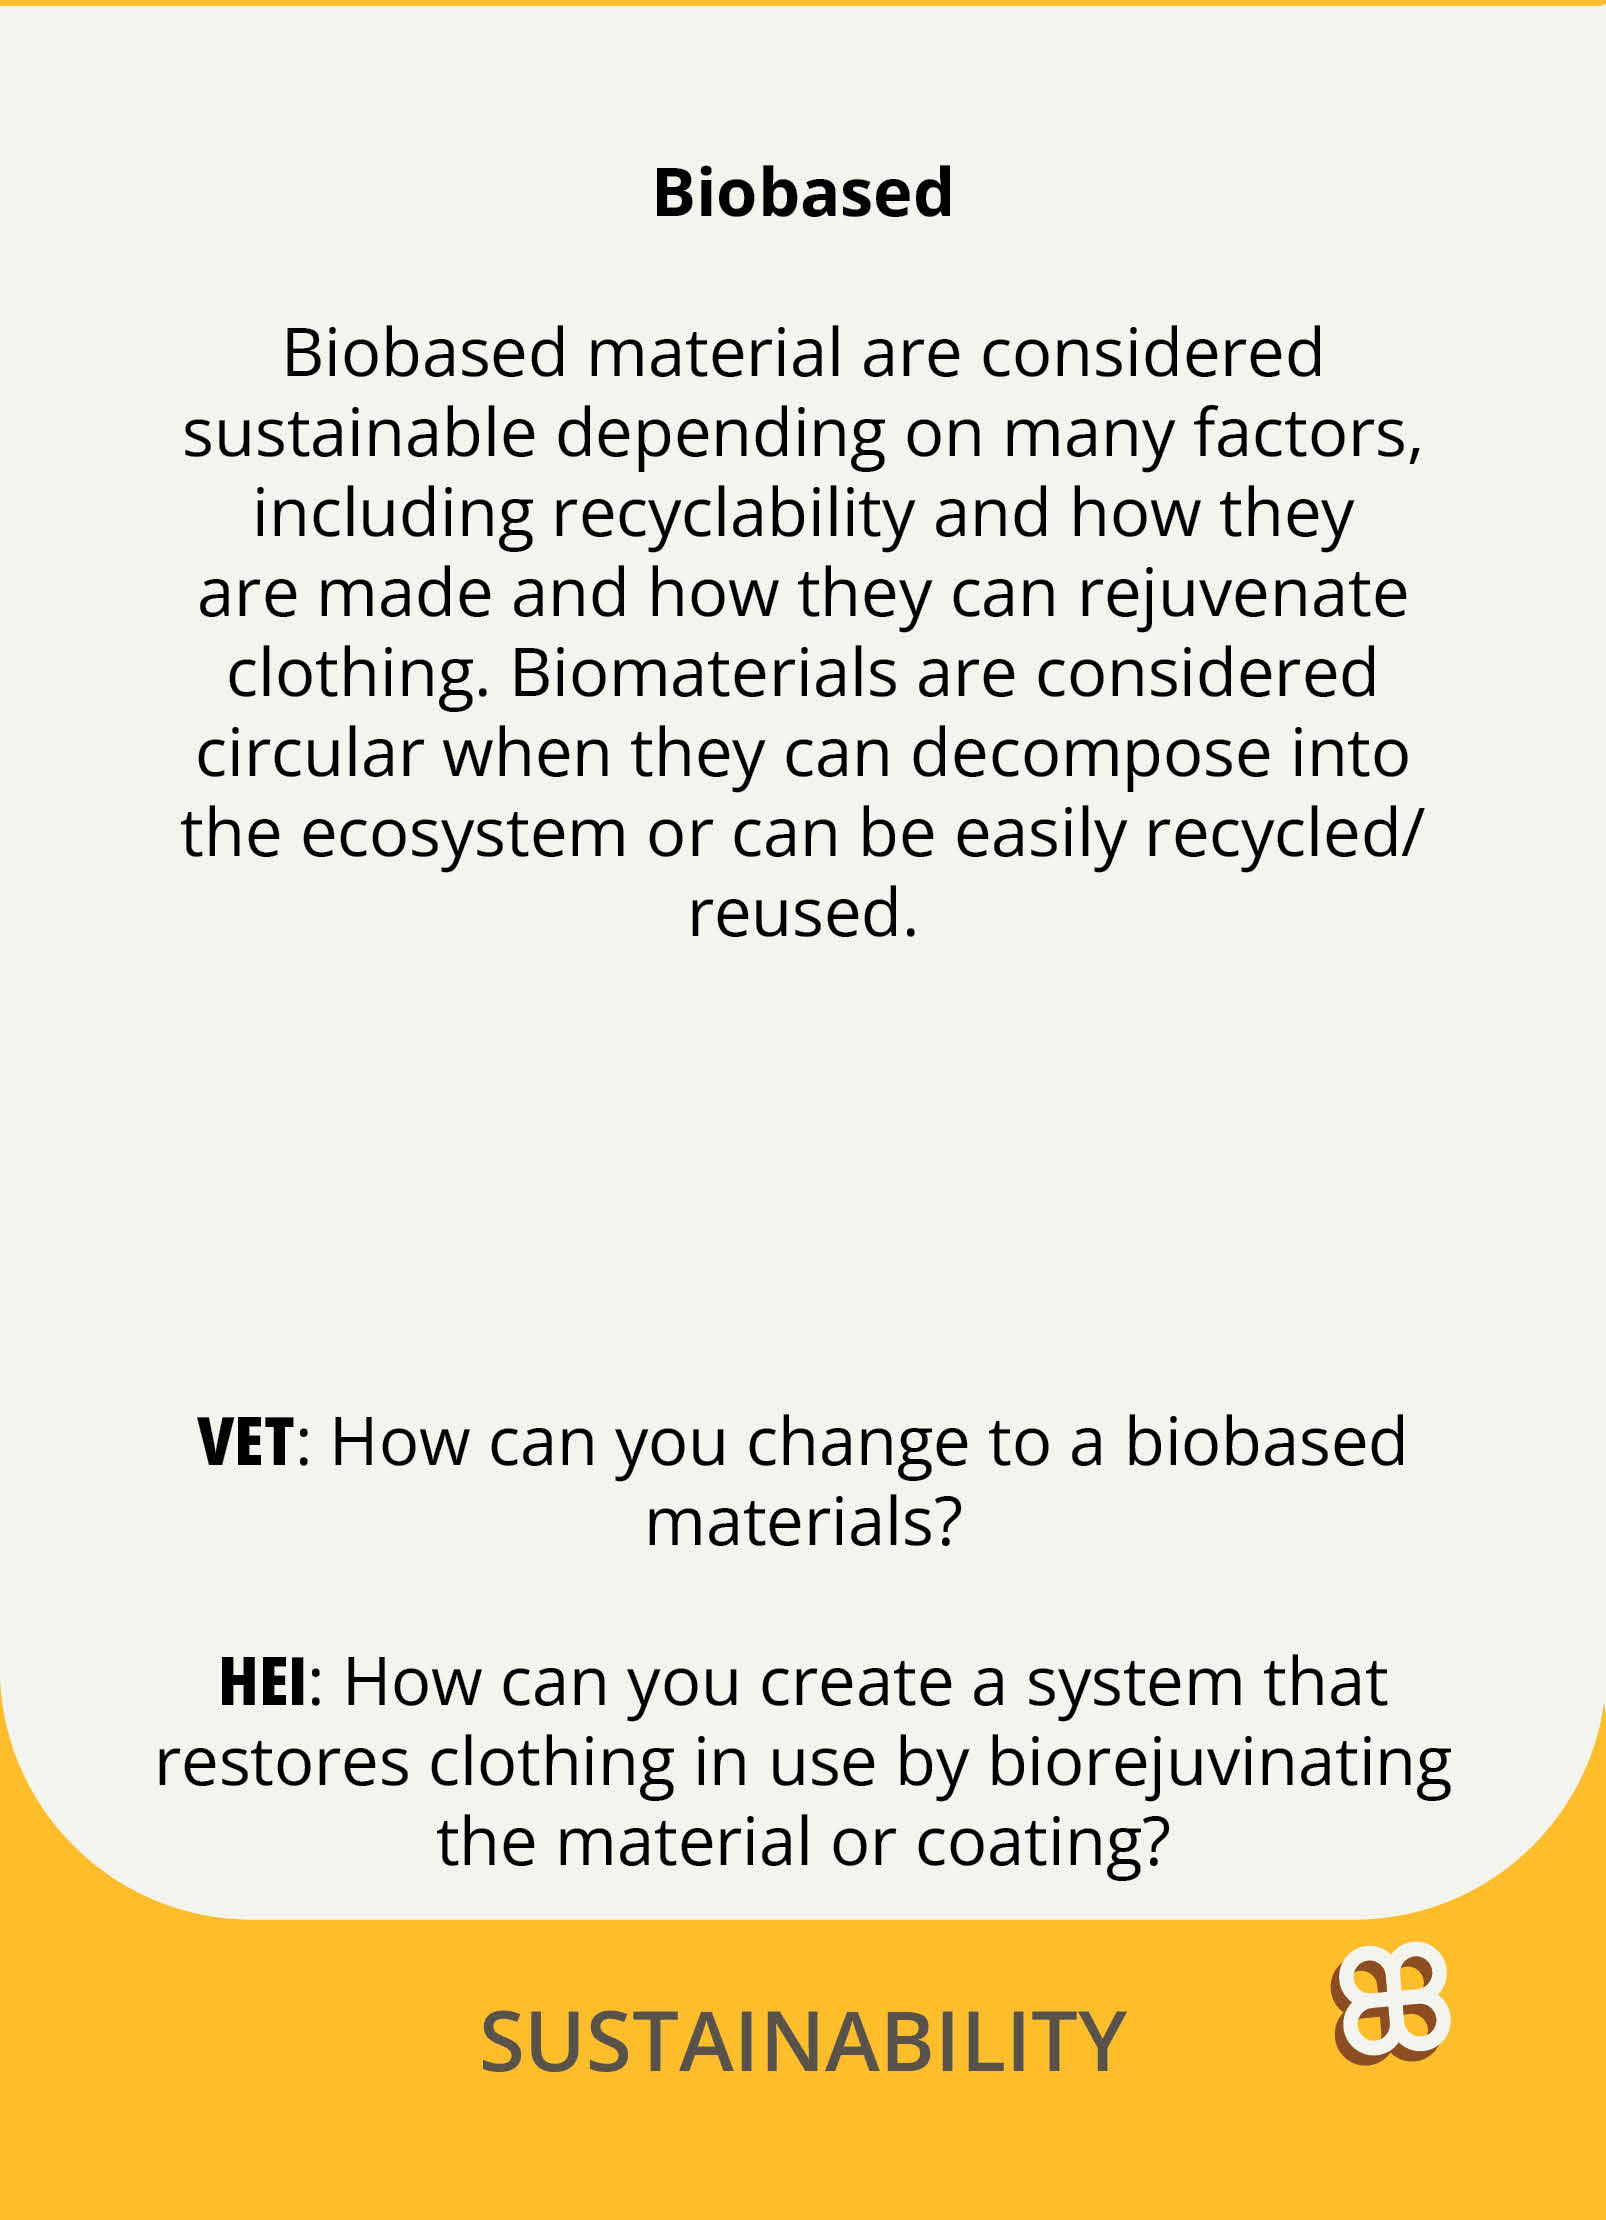 Biobased
Biobased material are considered
sustainable depending on many factors,
including recyclability and how they
are made and how they can rejuvenate
clothing. Biomaterials are considered
circular when they can decompose into
the ecosystem or can be easily recycled/
reused.
VET: How can you change to a biobased
materials?
HEI: How can you create a system that
restores clothing in use by biorejuvinating
the material or coating?
SUSTAINABILITY